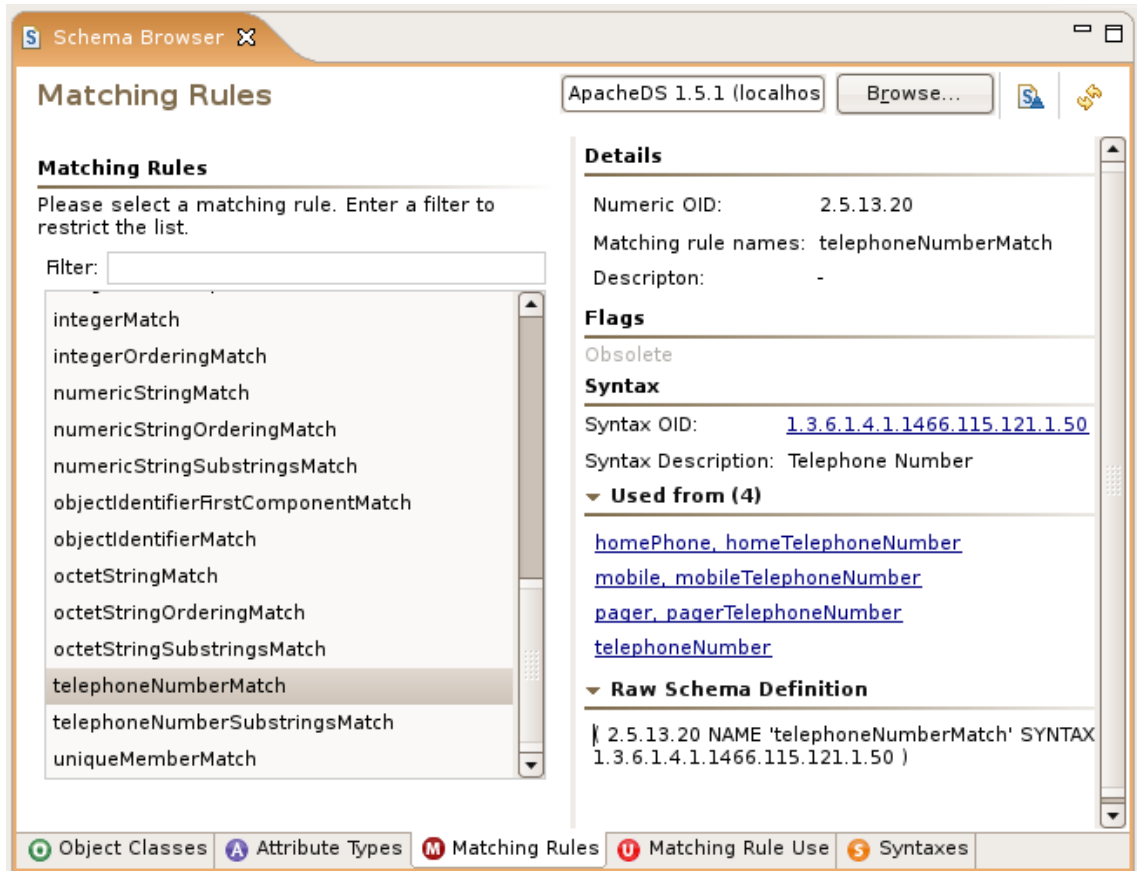 Schema Browser
Matching Rules
ApacheDS 1.5.1 (localhos
Browse...
Matching Rules
Please select a matching rule. Enter a filter to
restrict the list.
Filter:
integerMatch
integerOrderingMatch
numericStringMatch
numericStringOrderingMatch
numericStringSubstringsMatch
objectIdentifierFirstComponentMatch
objectIdentifierMatch
octetStringMatch
octetStringOrderingMatch
octetStringSubstringsMatch
telephoneNumberMatch
telephoneNumberSubstringsMatch
uniqueMemberMatch
Details
Numeric OID: 2.5.13.20
Matching rule names: telephoneNumberMatch
Descripton: -
Flags
Obsolete
Syntax
Syntax OID: 1.3.6.1.4.1.1466.115.121.1.50
Syntax Description: Telephone Number
Used from (4)
homePhone, homeTelephoneNumber
mobile, mobileTelephoneNumber
pager, pagerTelephoneNumber
telephoneNumber
Raw Schema Definition
( 2.5.13.20 NAME 'telephoneNumberMatch' SYNTAX
1.3.6.1.4.1.1466.115.121.1.50 )
Object Classes
Attribute Types
Matching Rules
Matching Rule Use
Syntaxes